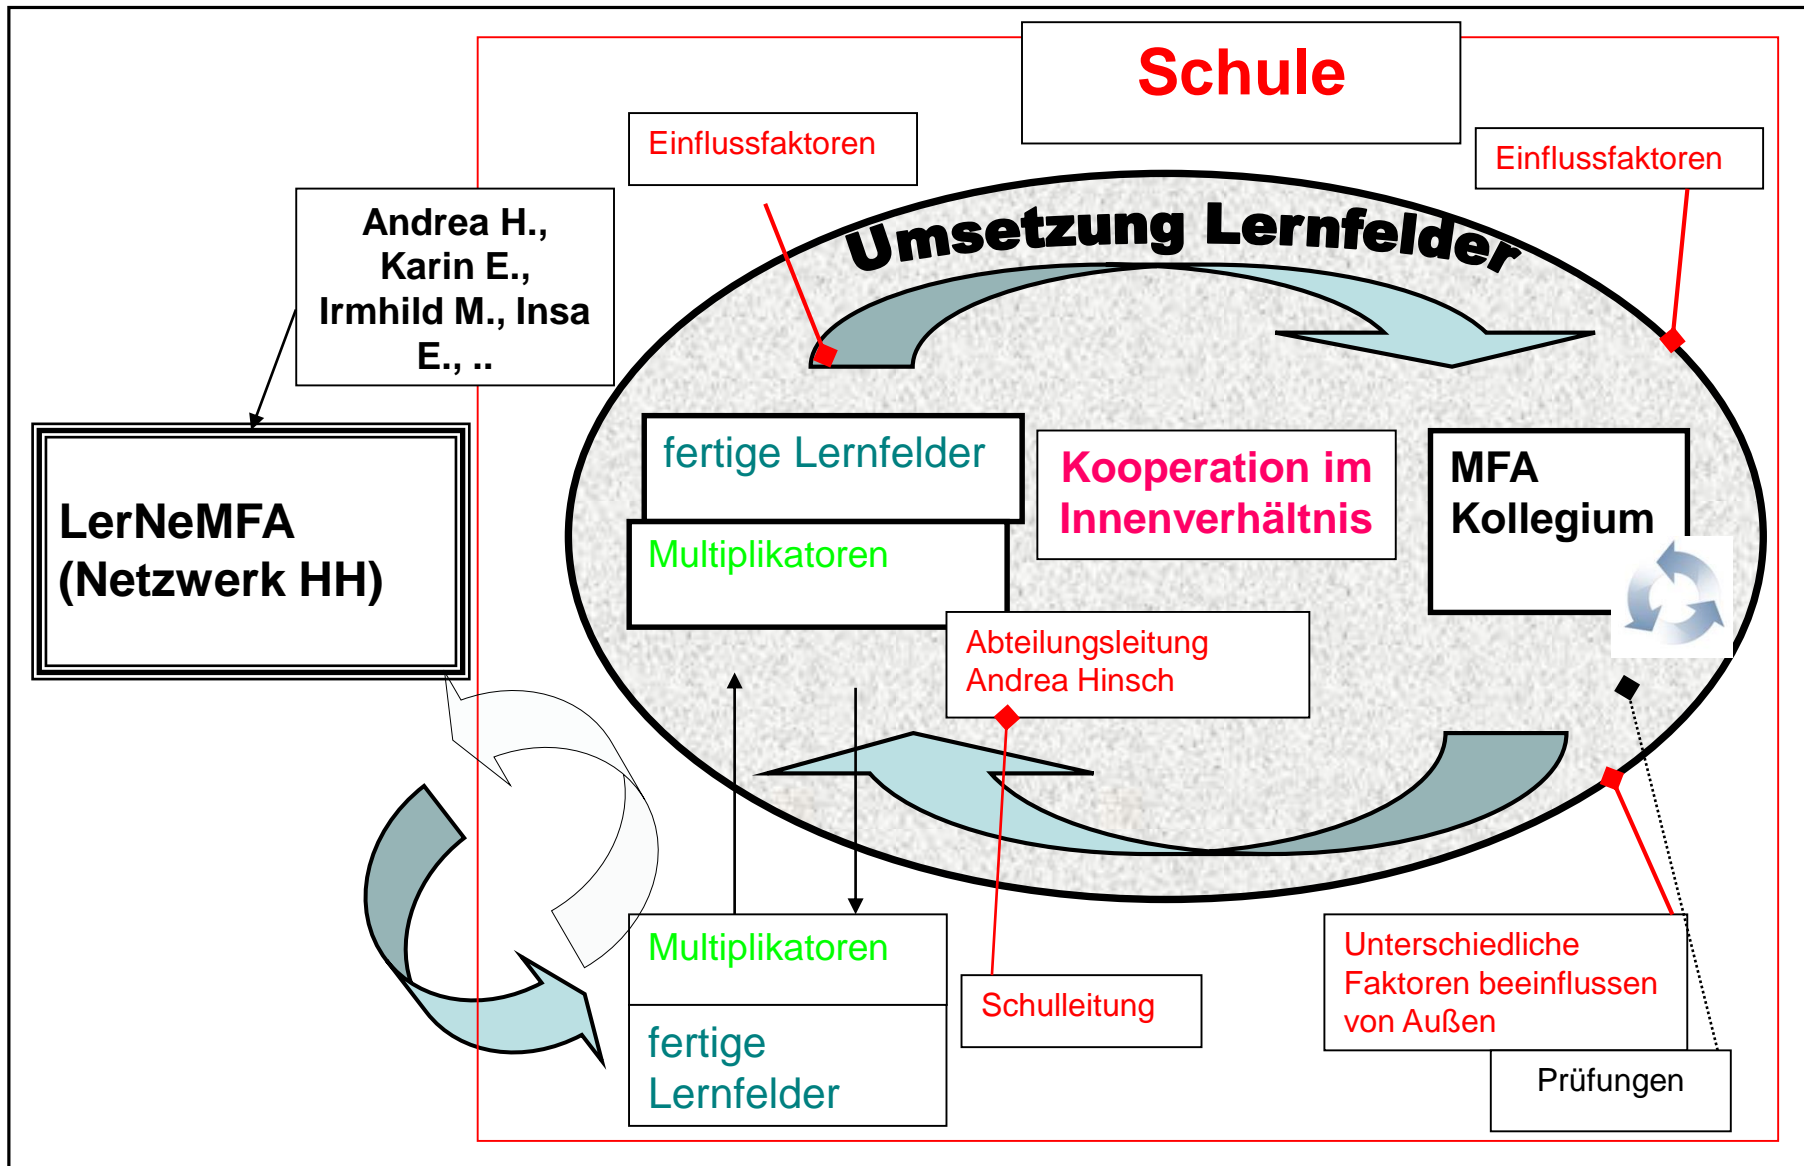 Schule
Einflussfaktoren
Einflussfaktoren
Andrea H.,
Karin E.,
Irmhild M., Insa
E., ..
Umsetzung Lernfelder
LerNeMFA
(Netzwerk HH)
fertige Lernfelder
Multiplikatoren
Kooperation im
Innenverhältnis
MFA
Kollegium
Abteilungsleitung
Andrea Hinsch
Multiplikatoren
fertige
Lernfelder
Schulleitung
Unterschiedliche
Faktoren beeinflussen
von Außen
Prüfungen